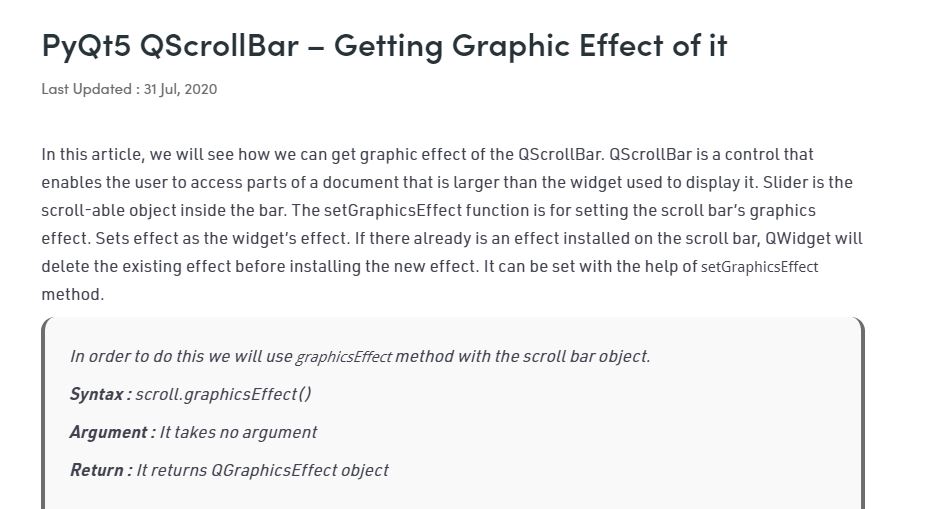 PyQt5 QScrollBar – Getting Graphic Effect of it
Last Updated : 31 Jul, 2020
In this article, we will see how we can get graphic effect of the QScrollBar. QScrollBar is a control that
enables the user to access parts of a document that is larger than the widget used to display it. Slider is the
scroll-able object inside the bar. The setGraphicsEffect function is for setting the scroll bar’s graphics
effect. Sets effect as the widget’s effect. If there already is an effect installed on the scroll bar, QWidget will
delete the existing effect before installing the new effect. It can be set with the help of setGraphicsEffect
method.
In order to do this we will use graphicsEffect method with the scroll bar object.
Syntax : scroll.graphicsEffect()
Argument : It takes no argument
Return : It returns QGraphicsEffect object